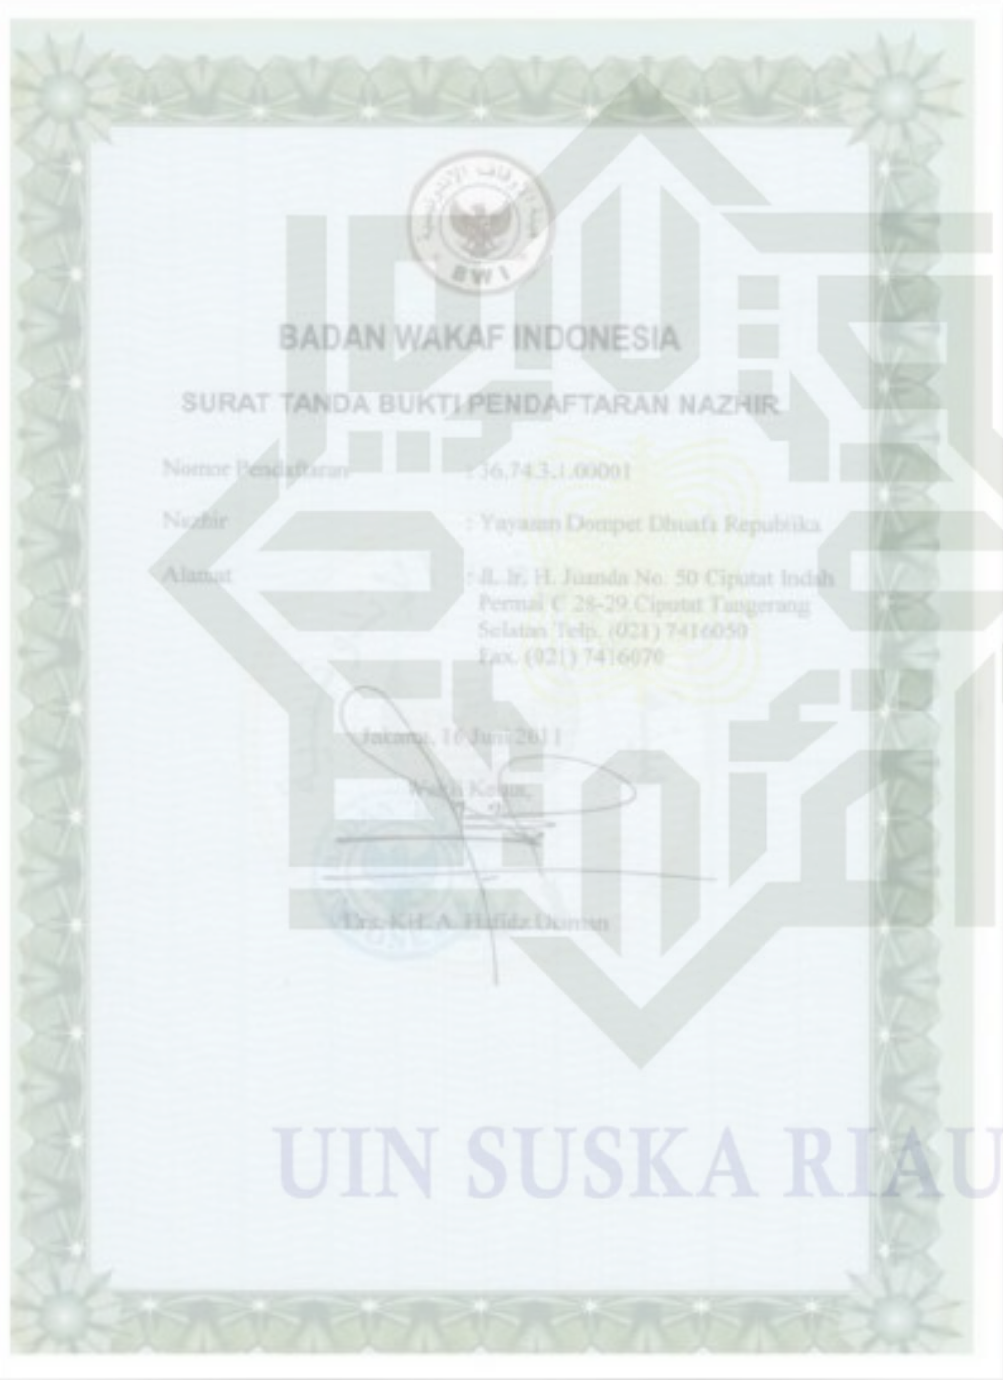 BWI
BADAN WAKAF INDONESIA
SURAT TANDA BUKTI PENDAFTARAN NAZHIR
Nomor Pendaftaran : 36.74.3.1.00001
Nazhir : Yayasan Dompet Dhuafa Republika
Alamat : Jl. Ir. H. Juanda No. 50 Ciputat Indah
Permai C 28-29 Ciputat Tangerang
Selatan Telp. (021) 7416050
Fax. (021) 7416070
Jakarta, 16 Juni 2011
Wakil Ketua,
Drs. KH. A. Hafidz Utsman
UIN SUSKA RIAU